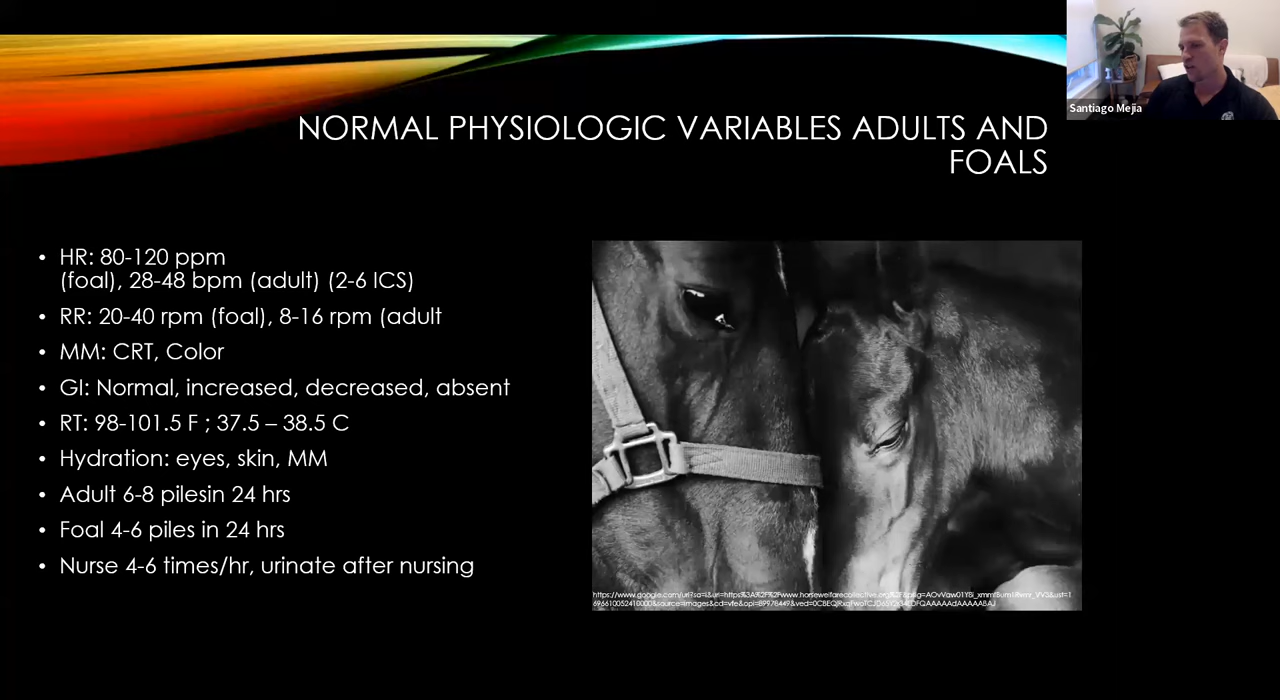 Santiago Mejia
NORMAL PHYSIOLOGIC VARIABLES ADULTS AND
FOALS
• HR: 80-120 ppm
(foal), 28-48 bpm (adult) (2-6 ICS)
• RR: 20-40 rpm (foal), 8-16 rpm (adult
• MM: CRT, Color
• GI: Normal, increased, decreased, absent
• RT: 98-101.5 F ; 37.5 – 38.5 C
• Hydration: eyes, skin, MM
• Adult 6-8 pilesin 24 hrs
• Foal 4-6 piles in 24 hrs
• Nurse 4-6 times/hr, urinate after nursing